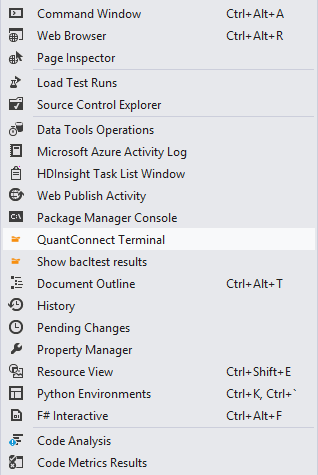 Command Window Ctrl+Alt+A
Web Browser Ctrl+Alt+R
Page Inspector
Load Test Runs
Source Control Explorer
Data Tools Operations
Microsoft Azure Activity Log
HDInsight Task List Window
Web Publish Activity
C:\ Package Manager Console
QuantConnect Terminal
Show bacltest results
Document Outline Ctrl+Alt+T
History
Pending Changes
Property Manager
Resource View Ctrl+Shift+E
Python Environments Ctrl+K, Ctrl+`
F# Interactive Ctrl+Alt+F
Code Analysis
Code Metrics Results